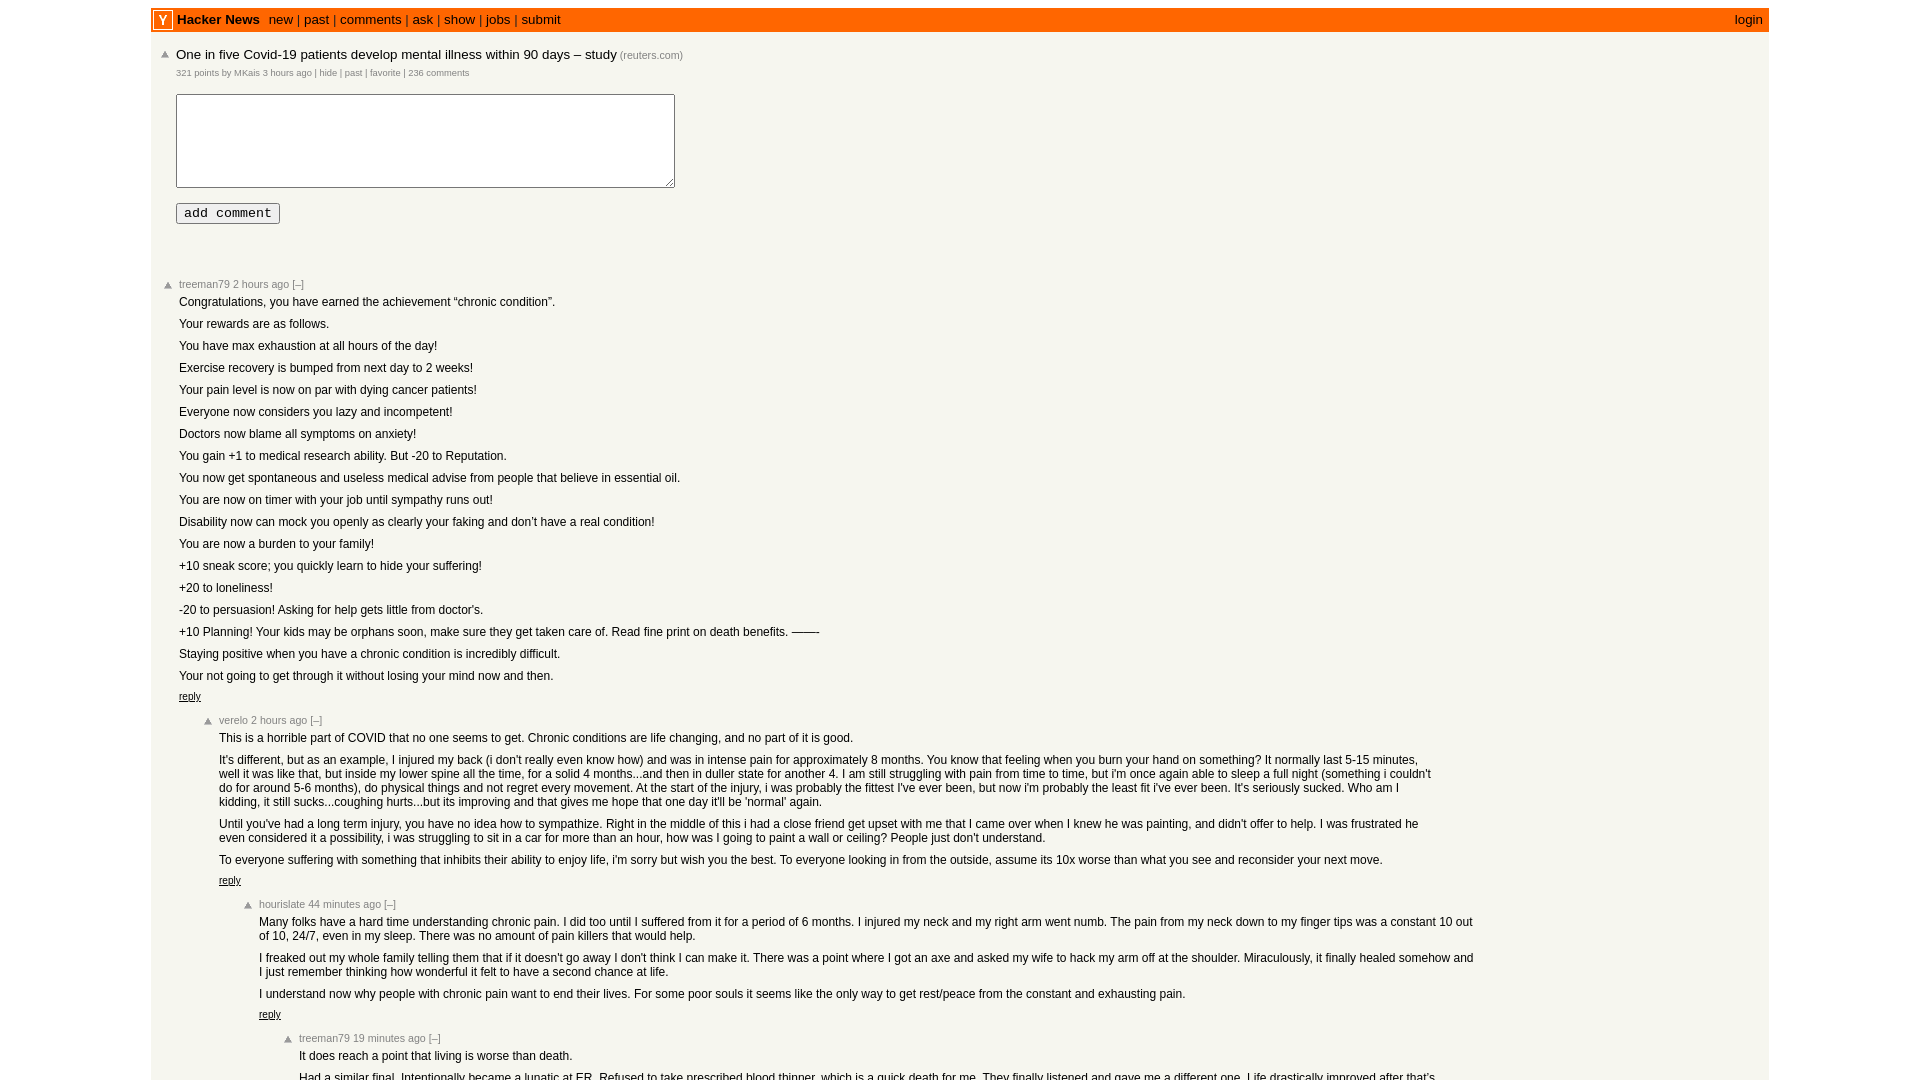 Y Hacker News new | past | comments | ask | show | jobs | submit login
One in five Covid-19 patients develop mental illness within 90 days – study (reuters.com)
321 points by MKais 3 hours ago | hide | past | favorite | 236 comments
add comment
treeman79 2 hours ago [–]
Congratulations, you have earned the achievement “chronic condition”.
Your rewards are as follows.
You have max exhaustion at all hours of the day!
Exercise recovery is bumped from next day to 2 weeks!
Your pain level is now on par with dying cancer patients!
Everyone now considers you lazy and incompetent!
Doctors now blame all symptoms on anxiety!
You gain +1 to medical research ability. But -20 to Reputation.
You now get spontaneous and useless medical advise from people that believe in essential oil.
You are now on timer with your job until sympathy runs out!
Disability now can mock you openly as clearly your faking and don’t have a real condition!
You are now a burden to your family!
+10 sneak score; you quickly learn to hide your suffering!
+20 to loneliness!
-20 to persuasion! Asking for help gets little from doctor's.
+10 Planning! Your kids may be orphans soon, make sure they get taken care of. Read fine print on death benefits. ——-
Staying positive when you have a chronic condition is incredibly difficult.
Your not going to get through it without losing your mind now and then.
reply
verelo 2 hours ago [–]
This is a horrible part of COVID that no one seems to get. Chronic conditions are life changing, and no part of it is good.
It's different, but as an example, I injured my back (i don't really even know how) and was in intense pain for approximately 8 months. You know that feeling when you burn your hand on something? It normally last 5-15 minutes,
well it was like that, but inside my lower spine all the time, for a solid 4 months...and then in duller state for another 4. I am still struggling with pain from time to time, but i'm once again able to sleep a full night (something i couldn't
do for around 5-6 months), do physical things and not regret every movement. At the start of the injury, i was probably the fittest I've ever been, but now i'm probably the least fit i've ever been. It's seriously sucked. Who am I
kidding, it still sucks...coughing hurts...but its improving and that gives me hope that one day it'll be 'normal' again.
Until you've had a long term injury, you have no idea how to sympathize. Right in the middle of this i had a close friend get upset with me that I came over when I knew he was painting, and didn't offer to help. I was frustrated he
even considered it a possibility, i was struggling to sit in a car for more than an hour, how was I going to paint a wall or ceiling? People just don't understand.
To everyone suffering with something that inhibits their ability to enjoy life, i'm sorry but wish you the best. To everyone looking in from the outside, assume its 10x worse than what you see and reconsider your next move.
reply
hourislate 44 minutes ago [–]
Many folks have a hard time understanding chronic pain. I did too until I suffered from it for a period of 6 months. I injured my neck and my right arm went numb. The pain from my neck down to my finger tips was a constant 10 out
of 10, 24/7, even in my sleep. There was no amount of pain killers that would help.
I freaked out my whole family telling them that if it doesn't go away I don't think I can make it. There was a point where I got an axe and asked my wife to hack my arm off at the shoulder. Miraculously, it finally healed somehow and
I just remember thinking how wonderful it felt to have a second chance at life.
I understand now why people with chronic pain want to end their lives. For some poor souls it seems like the only way to get rest/peace from the constant and exhausting pain.
reply
treeman79 19 minutes ago [–]
It does reach a point that living is worse than death.
Had a similar final. Intentionally became a lunatic at ER. Refused to take prescribed blood thinner, which is a quick death for me. They finally listened and gave me a different one. Life drastically improved after that’s